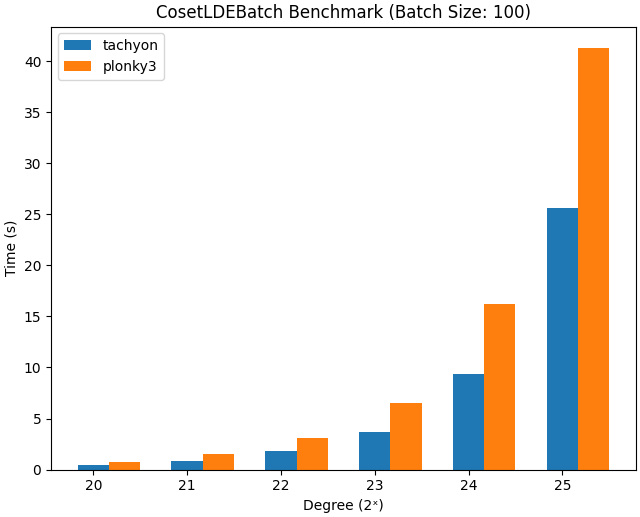 CosetLDEBatch Benchmark (Batch Size: 100)
tachyon
plonky3
Time (s)
40
35
30
25
20
15
10
5
0
20 21 22 23 24 25
Degree (2ˣ)